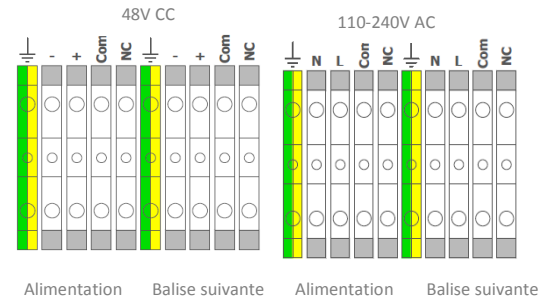 48V CC
- + Com NC - + Com NC
Alimentation Balise suivante
110-240V AC
N L Com NC N L Com NC
Alimentation Balise suivante